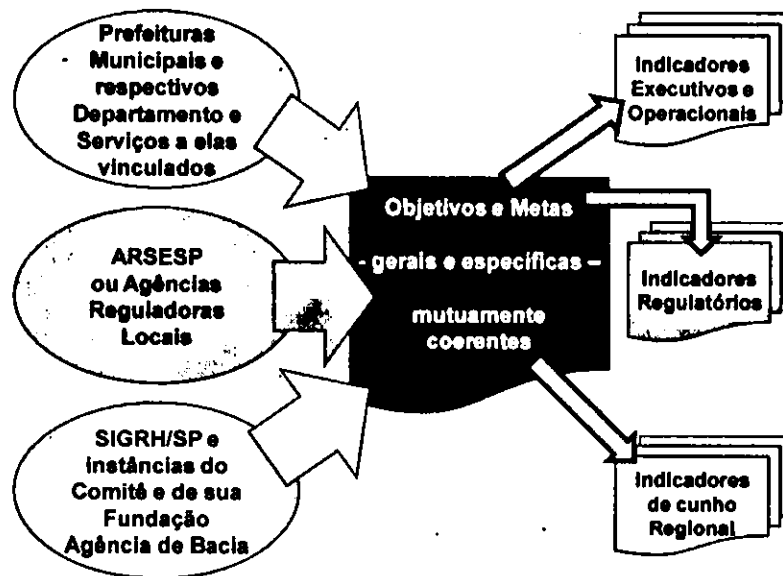 Prefeituras
Municipais e
respectivos
Departamento e
Serviços a elas
vinculados
ARSESP
ou Agências
Reguladoras
Locais
SIGRH/SP e
instâncias do
Comitê e de sua
Fundação
Agência de Bacia
Objetivos e Metas
- gerais e específicas –
mutuamente
coerentes
Indicadores
Executivos e
Operacionais
Indicadores
Regulatórios
Indicadores
de cunho
Regional